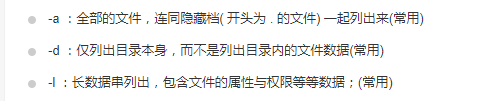 -a ：全部的文件，连同隐藏档( 开头为 . 的文件) 一起列出来(常用)
-d ：仅列出目录本身，而不是列出目录内的文件数据(常用)
-l ：长数据串列出，包含文件的属性与权限等等数据；(常用)